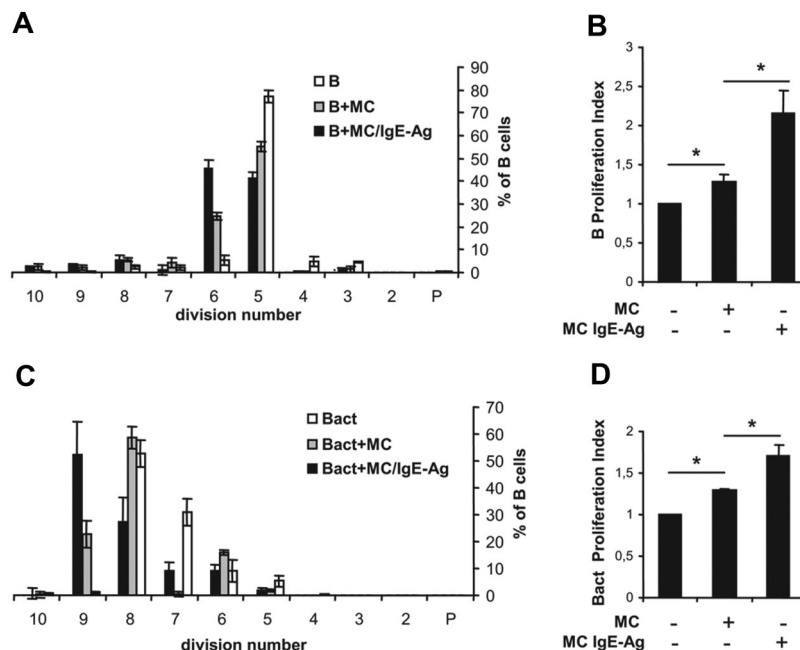 A
B
B+MC
B+MC/IgE-Ag
90
80
70
60
50
40
30
20
10
0
% of B cells
10 9 8 7 6 5 4 3 2 P
division number
B
3
2,5
2
1,5
1
0,5
0
B Proliferation Index
* *
MC - + -
MC IgE-Ag - - +
C
Bact
Bact+MC
Bact+MC/IgE-Ag
70
60
50
40
30
20
10
0
% of B cells
10 9 8 7 6 5 4 3 2 P
division number
D
2
1,5
1
0,5
0
Bact Proliferation Index
* *
MC - + -
MC IgE-Ag - - +